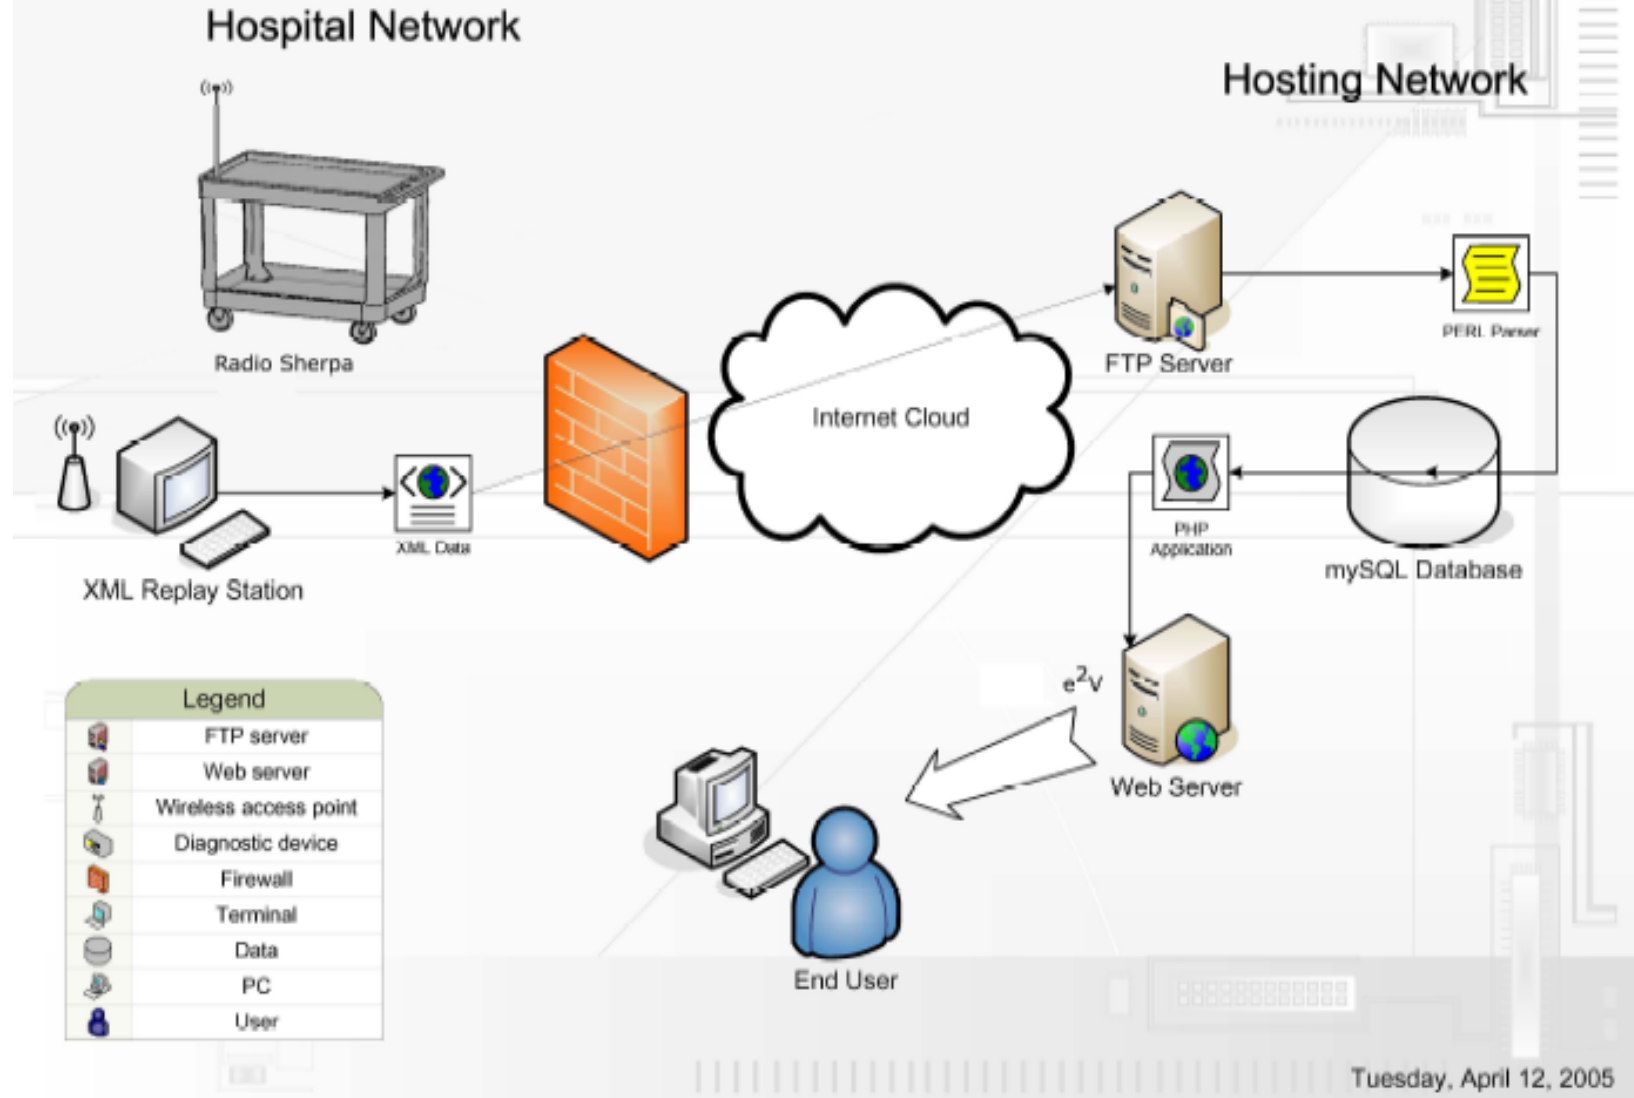 Hospital Network
Hosting Network
Radio Sherpa
FTP Server
PERL Parser
Internet Cloud
XML Data
XML Replay Station
PHP
Application
mySQL Database
e²V
Web Server
End User
Legend
FTP server
Web server
Wireless access point
Diagnostic device
Firewall
Terminal
Data
PC
User
Tuesday, April 12, 2005